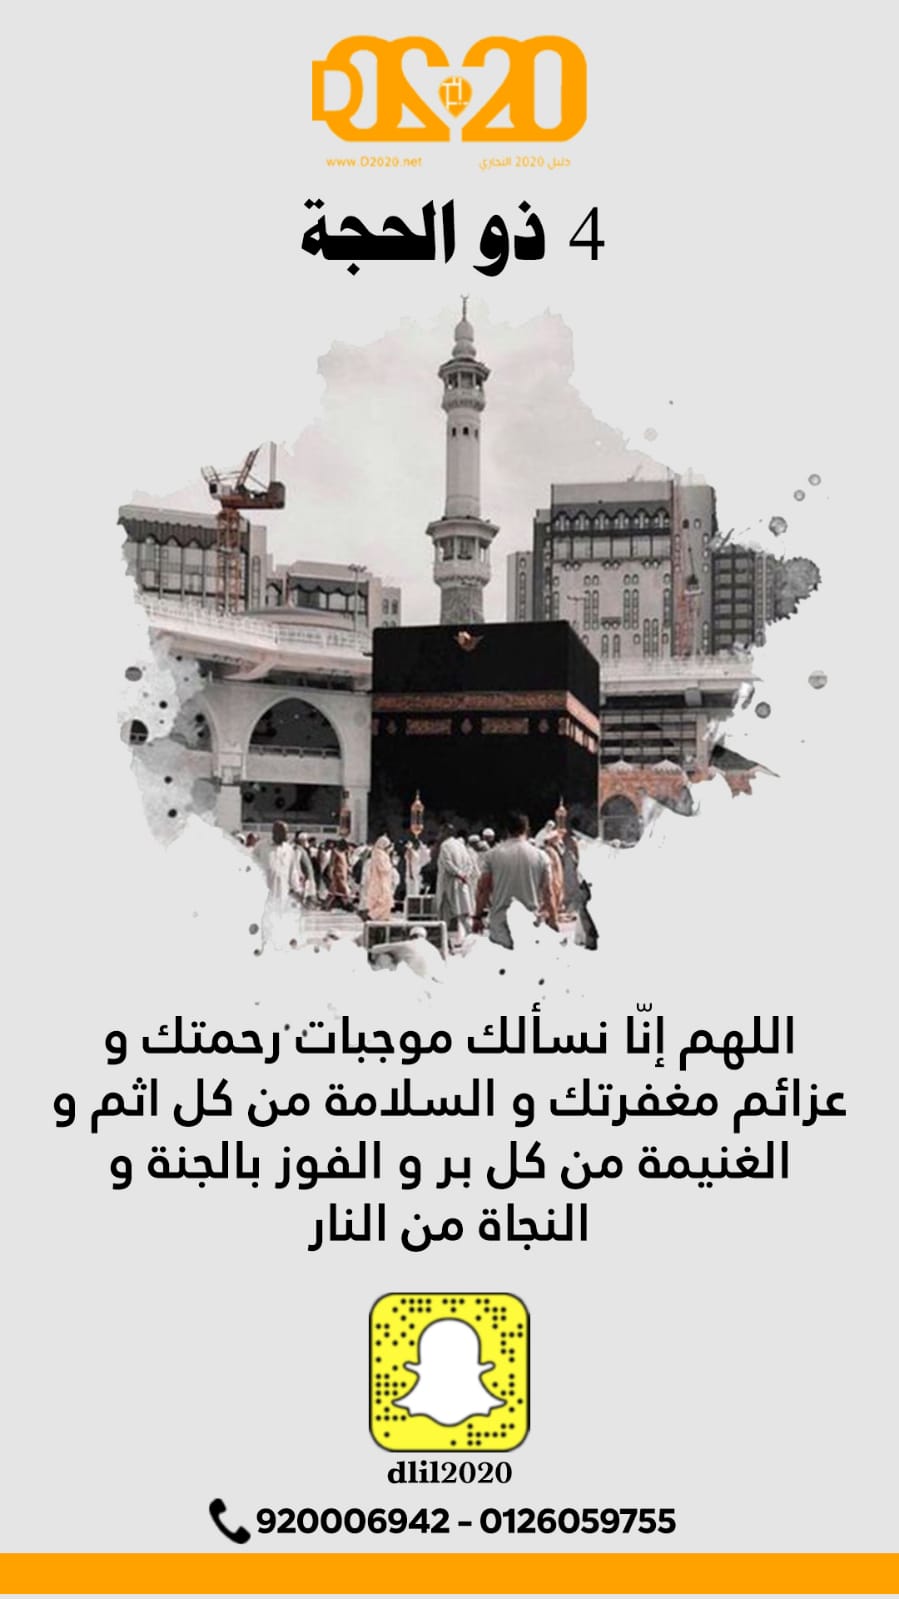 D2020
www.D2020.net دليل 2020 التجاري
4 ذو الحجة
اللهم إنّا نسألك موجبات رحمتك و
عزائم مغفرتك و السلامة من كل اثم و
الغنيمة من كل بر و الفوز بالجنة و
النجاة من النار
dlil2020
920006942 - 0126059755